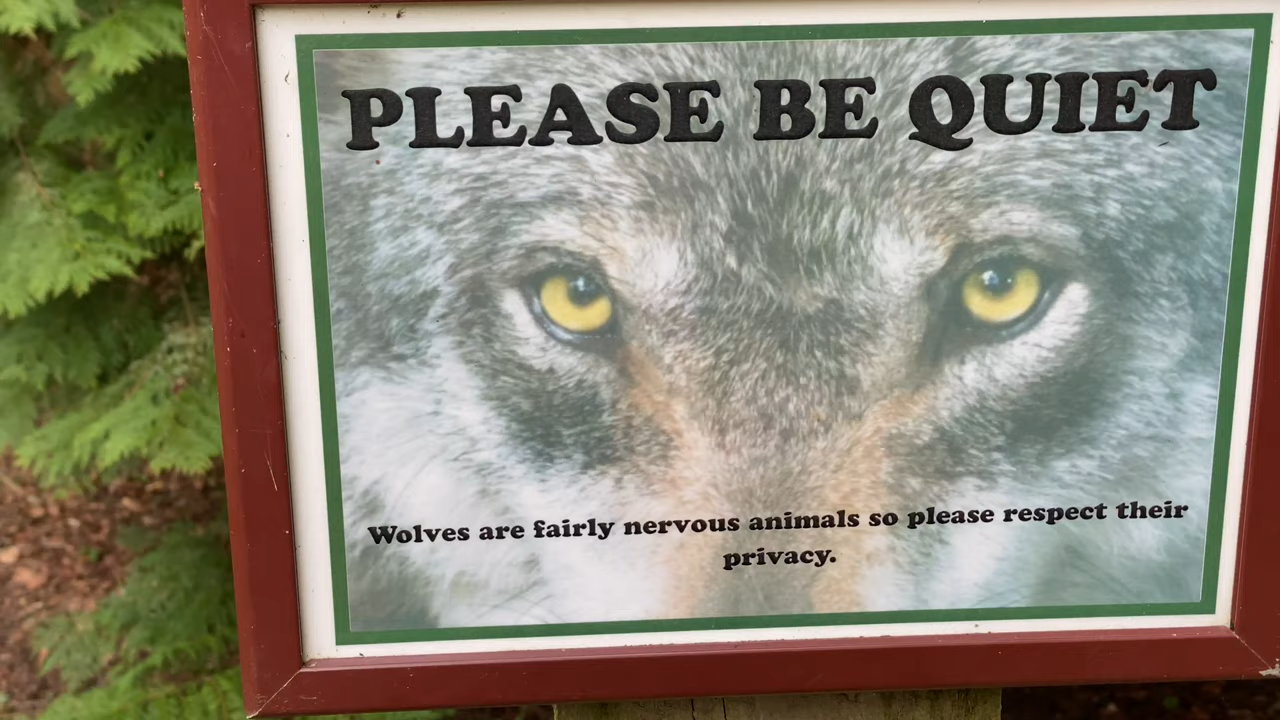 PLEASE BE QUIET
Wolves are fairly nervous animals so please respect their
privacy.